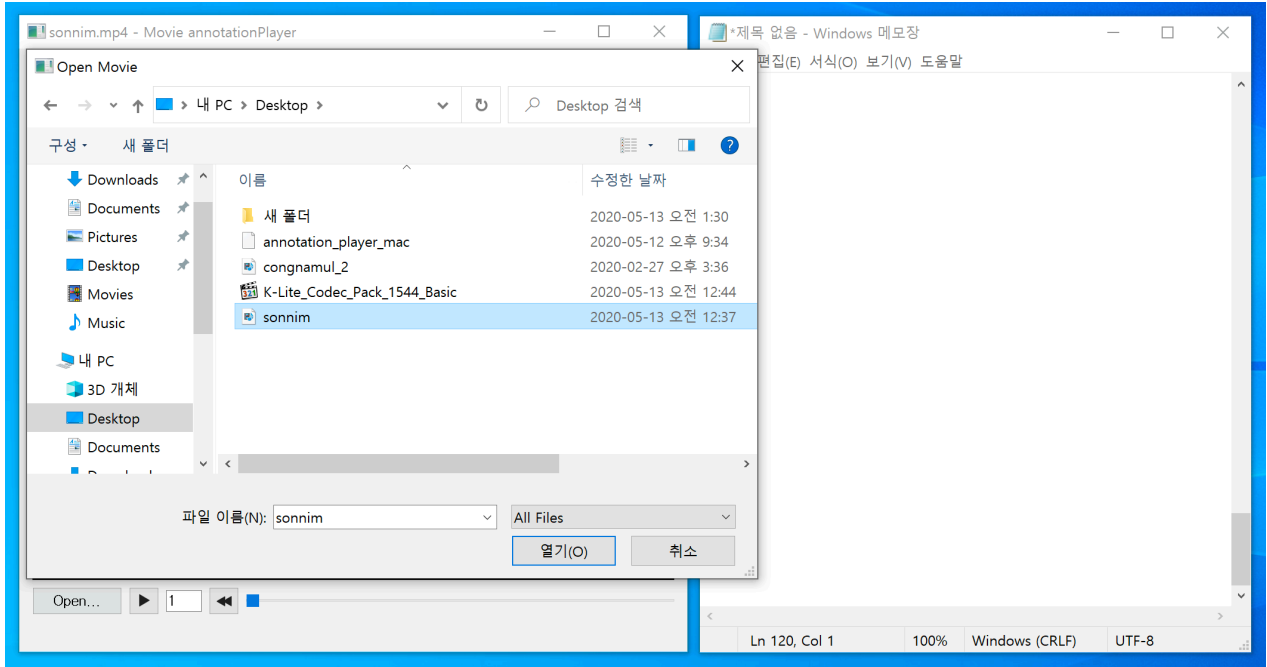 sonnim.mp4 - Movie annotationPlayer
Open Movie
내 PC > Desktop >
Desktop 검색
구성
새 폴더
?
Downloads
Documents
Pictures
Desktop
Movies
Music
내 PC
3D 개체
Desktop
Documents
이름
수정한 날짜
새 폴더 2020-05-13 오전 1:30
annotation_player_mac 2020-05-12 오후 9:34
congnamul_2 2020-02-27 오후 3:36
K-Lite_Codec_Pack_1544_Basic 2020-05-13 오전 12:44
sonnim 2020-05-13 오전 12:37
파일 이름(N): sonnim
All Files
열기(O)
취소
Open...
1
*제목 없음 - Windows 메모장
편집(E) 서식(O) 보기(V) 도움말
Ln 120, Col 1
100%
Windows (CRLF)
UTF-8